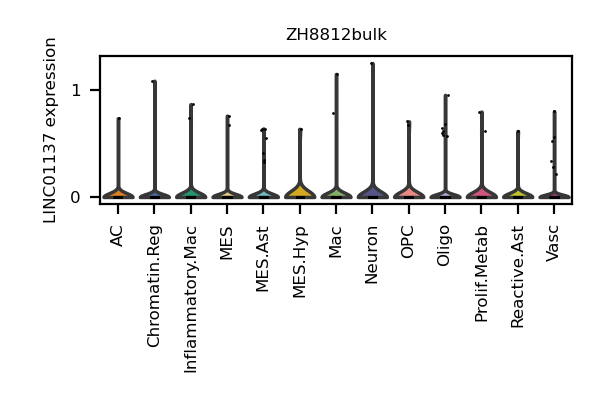 ZH8812bulk
LINC01137 expression
1
0
AC
Chromatin.Reg
Inflammatory.Mac
MES
MES.Ast
MES.Hyp
Mac
Neuron
OPC
Oligo
Prolif.Metab
Reactive.Ast
Vasc